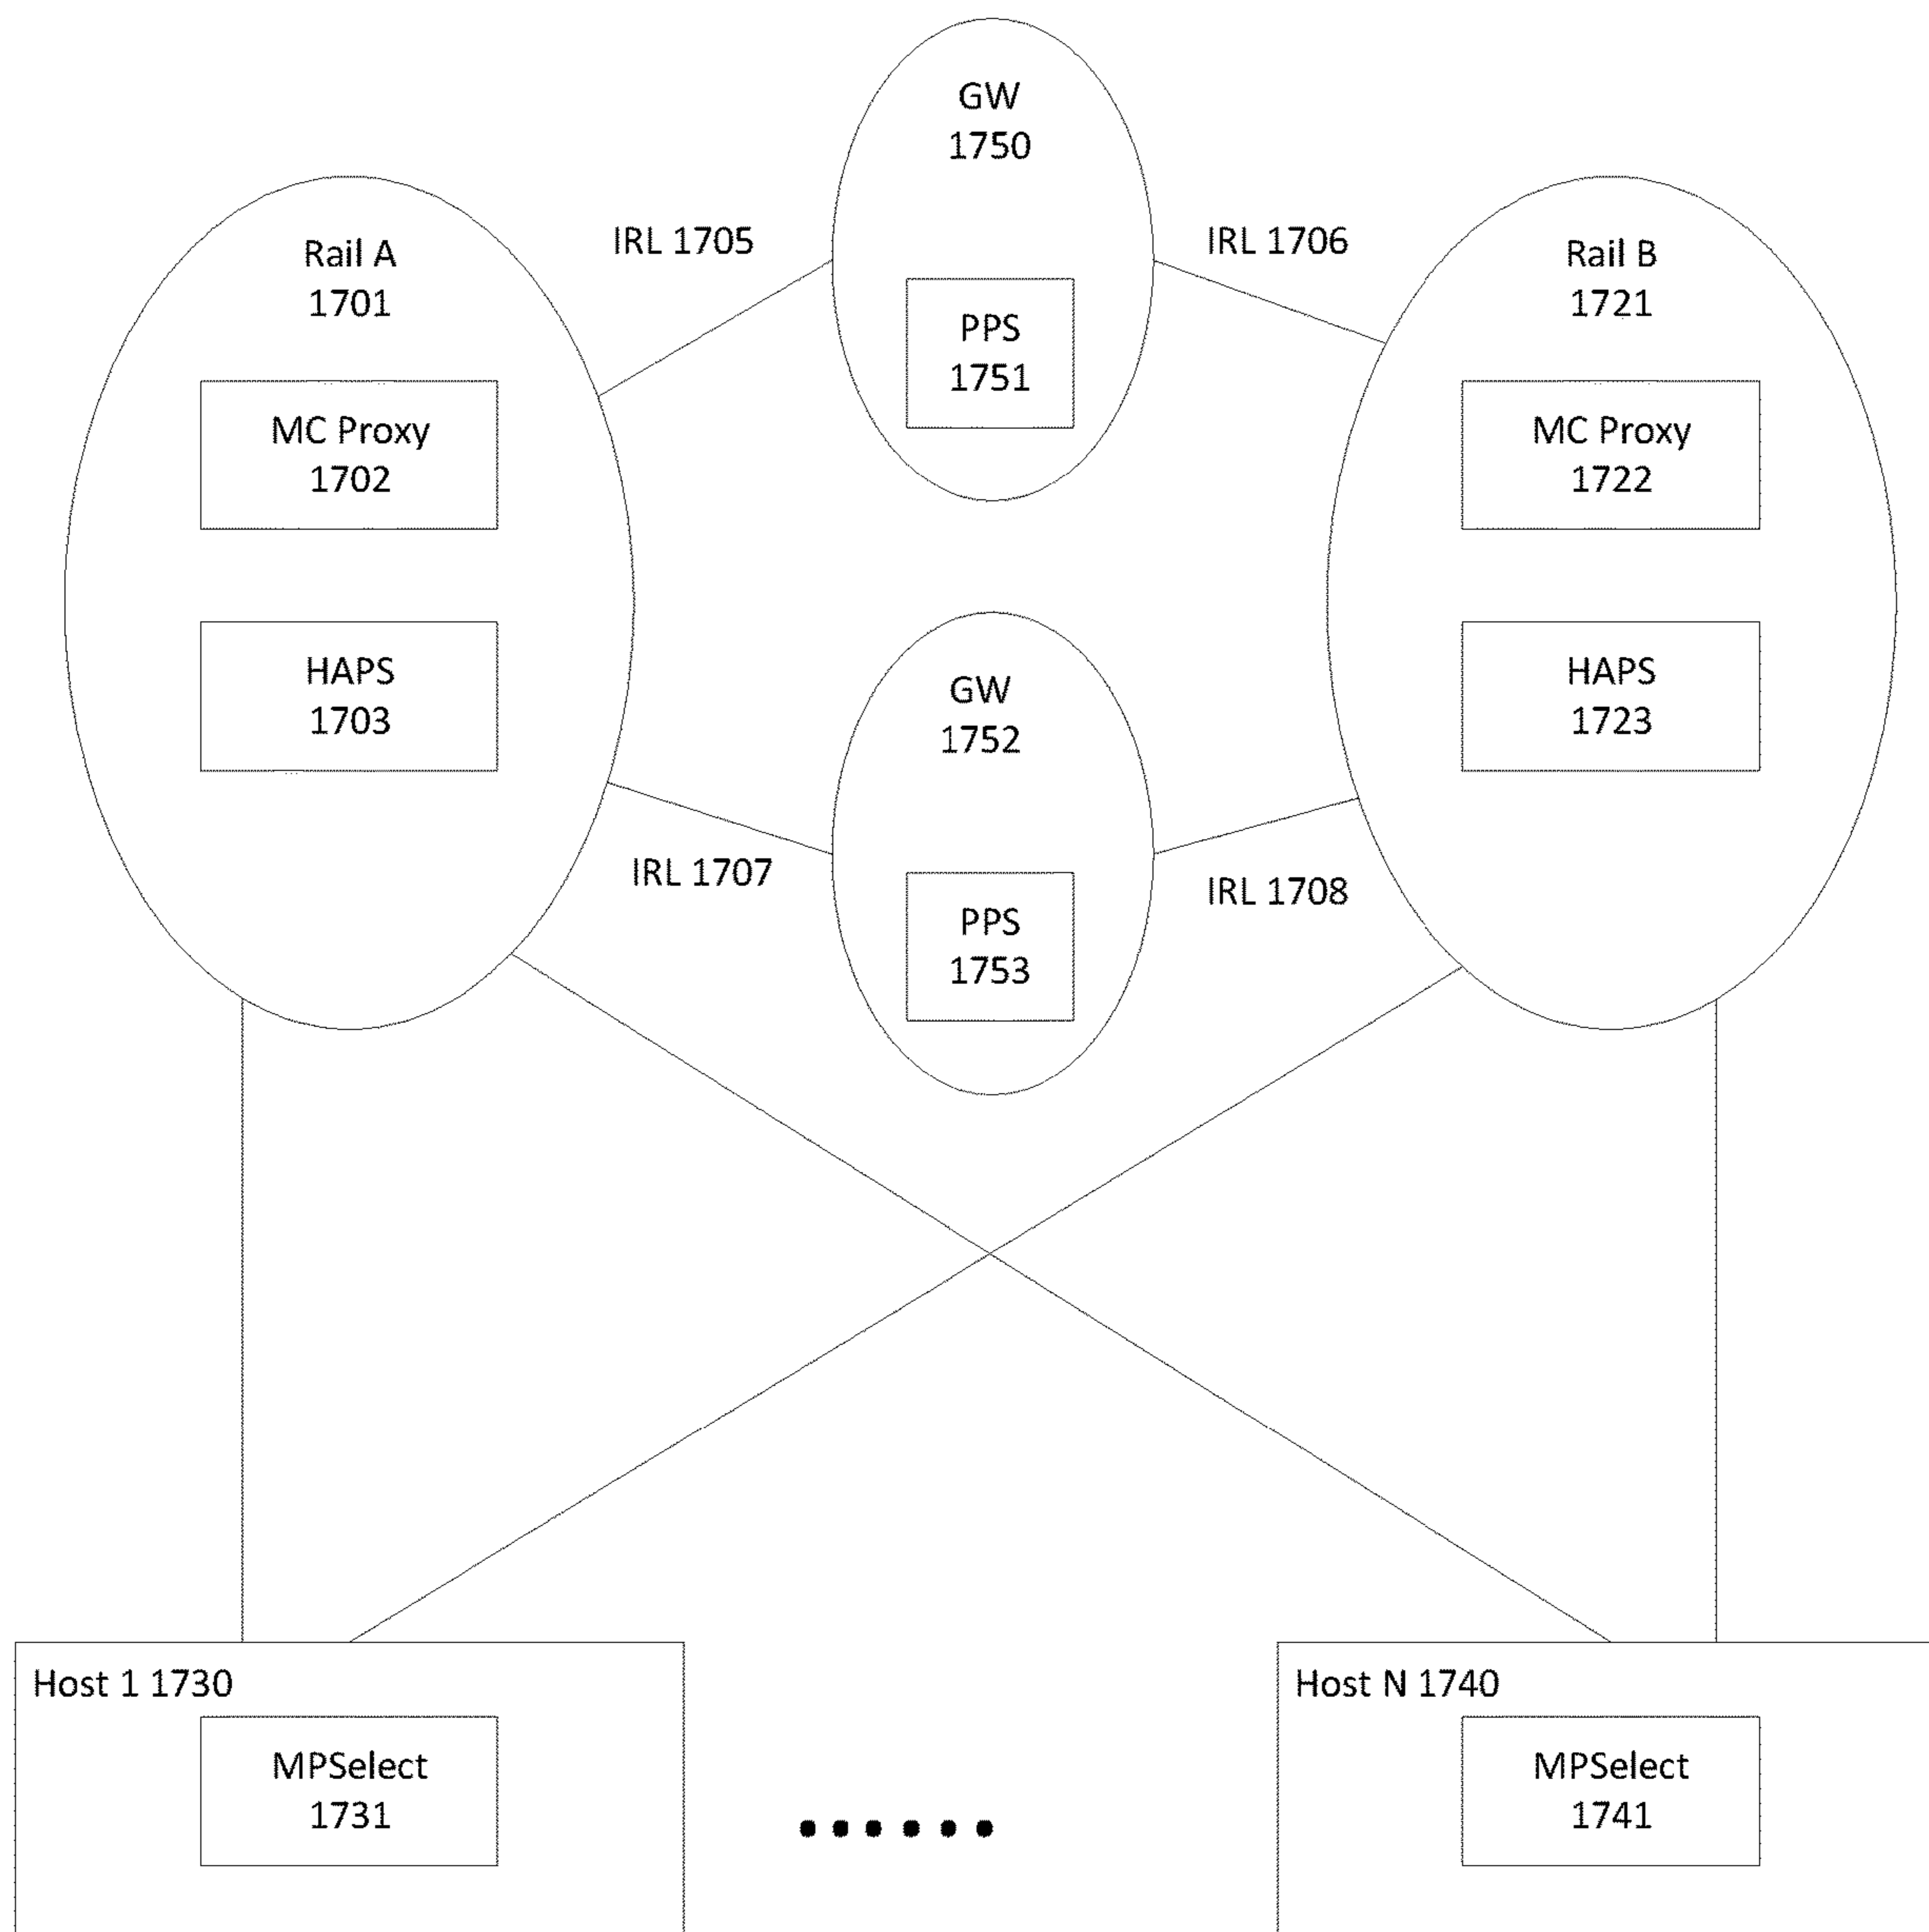 GW
1750
IRL 1705
IRL 1706
Rail A
1701
Rail B
1721
PPS
1751
MC Proxy
1702
MC Proxy
1722
HAPS
1703
HAPS
1723
GW
1752
IRL 1707
IRL 1708
PPS
1753
Host 1 1730
MPSelect
1731
Host N 1740
MPSelect
1741